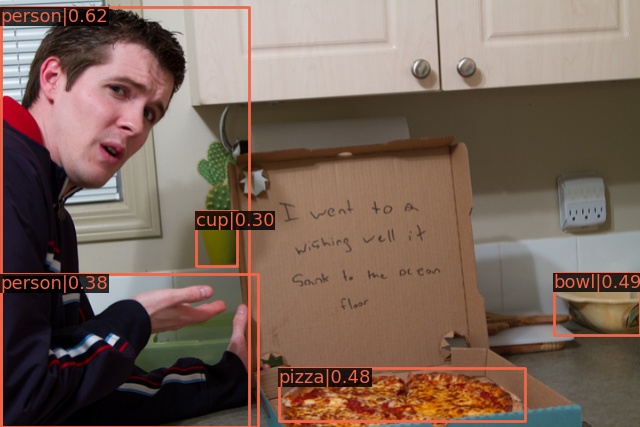 person|0.62
cup|0.30
I went to a
wishing well it
Sank to the ocean
floor
person|0.38
bowl|0.49
pizza|0.48